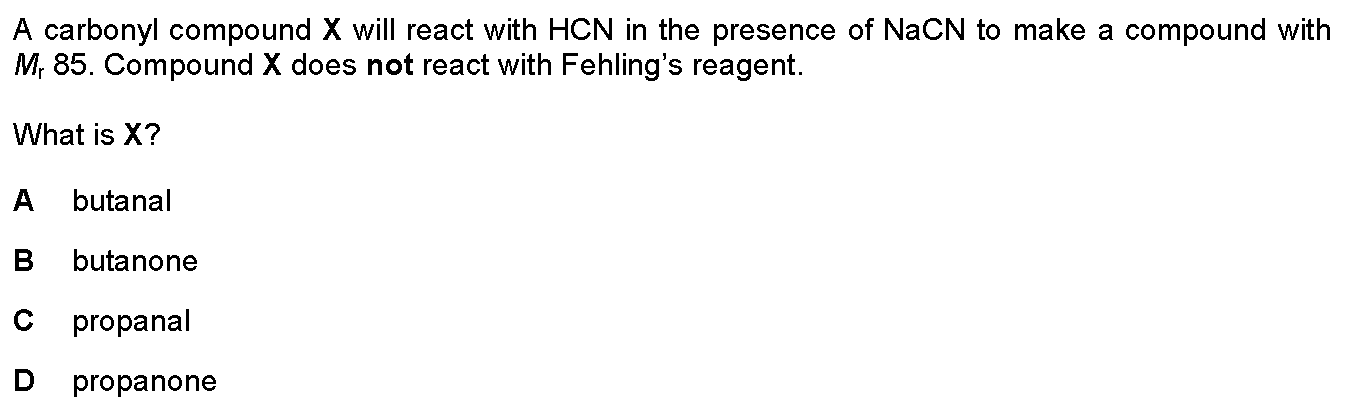 A carbonyl compound X will react with HCN in the presence of NaCN to make a compound with
Mr 85. Compound X does not react with Fehling’s reagent.
What is X?
A butanal
B butanone
C propanal
D propanone